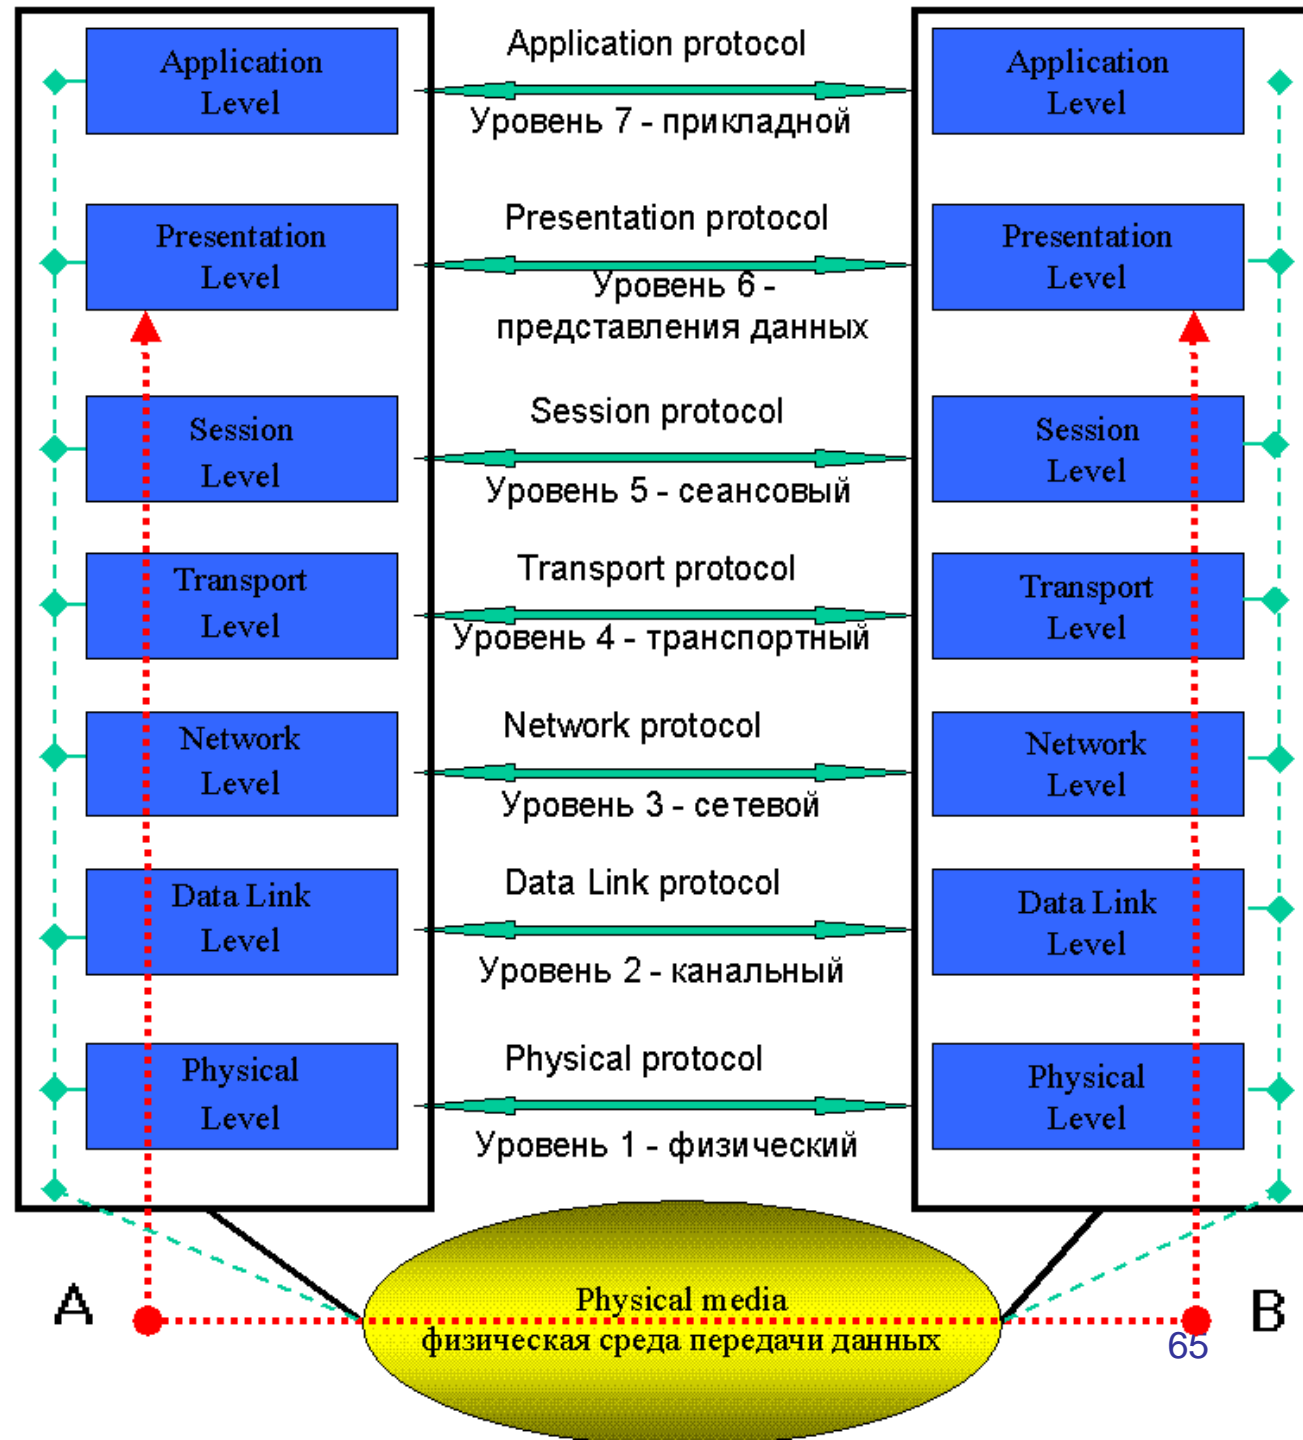 Application
Level
Application protocol
Уровень 7 - прикладной
Application
Level
Presentation
Level
Presentation protocol
Уровень 6 -
представления данных
Presentation
Level
Session
Level
Session protocol
Уровень 5 - сеансовый
Session
Level
Transport
Level
Transport protocol
Уровень 4 - транспортный
Transport
Level
Network
Level
Network protocol
Уровень 3 - сетевой
Network
Level
Data Link
Level
Data Link protocol
Уровень 2 - канальный
Data Link
Level
Physical
Level
Physical protocol
Уровень 1 - физический
Physical
Level
A
Physical media
физическая среда передачи данных
B
65